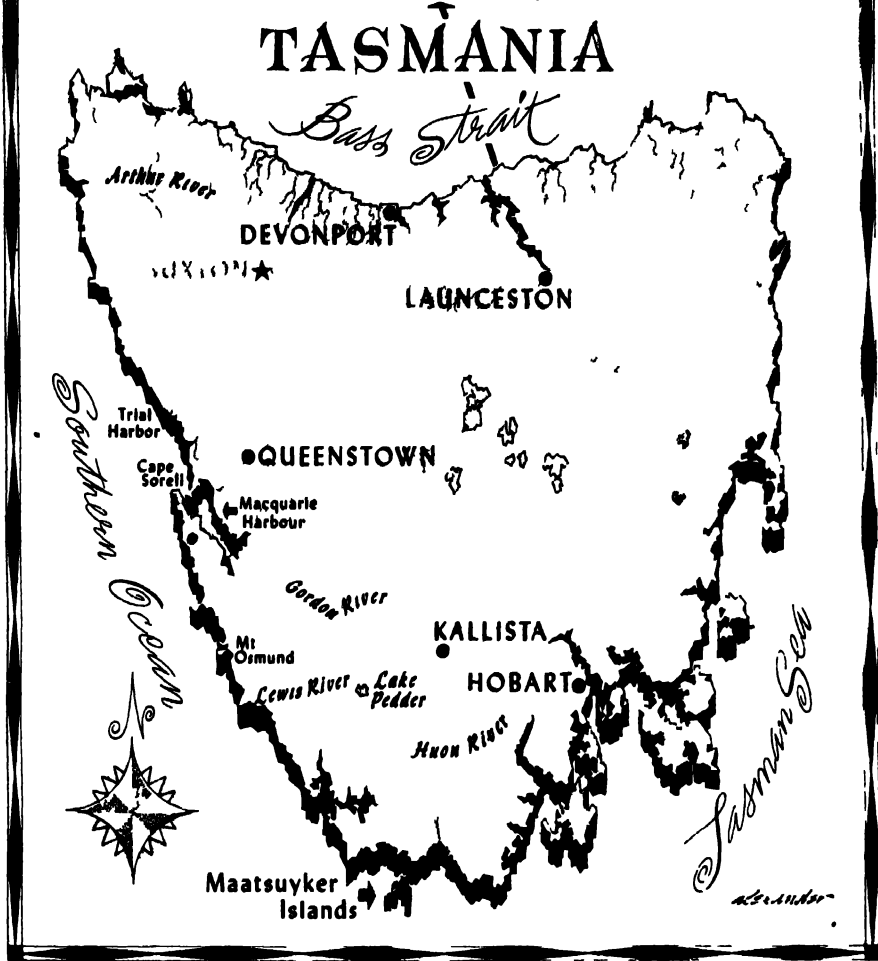 TASMANIA
Bass Strait
Arthur River
DEVONPORT
LAUNCESTON
Southern Ocean
Trial
Harbor
QUEENSTOWN
Cape
Sorell
Macquarie
Harbour
Gordon River
KALLISTA
Mt
Osmund
HOBART
Lewis River
Lake
Pedder
Huon River
Tasman Sea
Maatsuyker
Islands
ALEXANDER